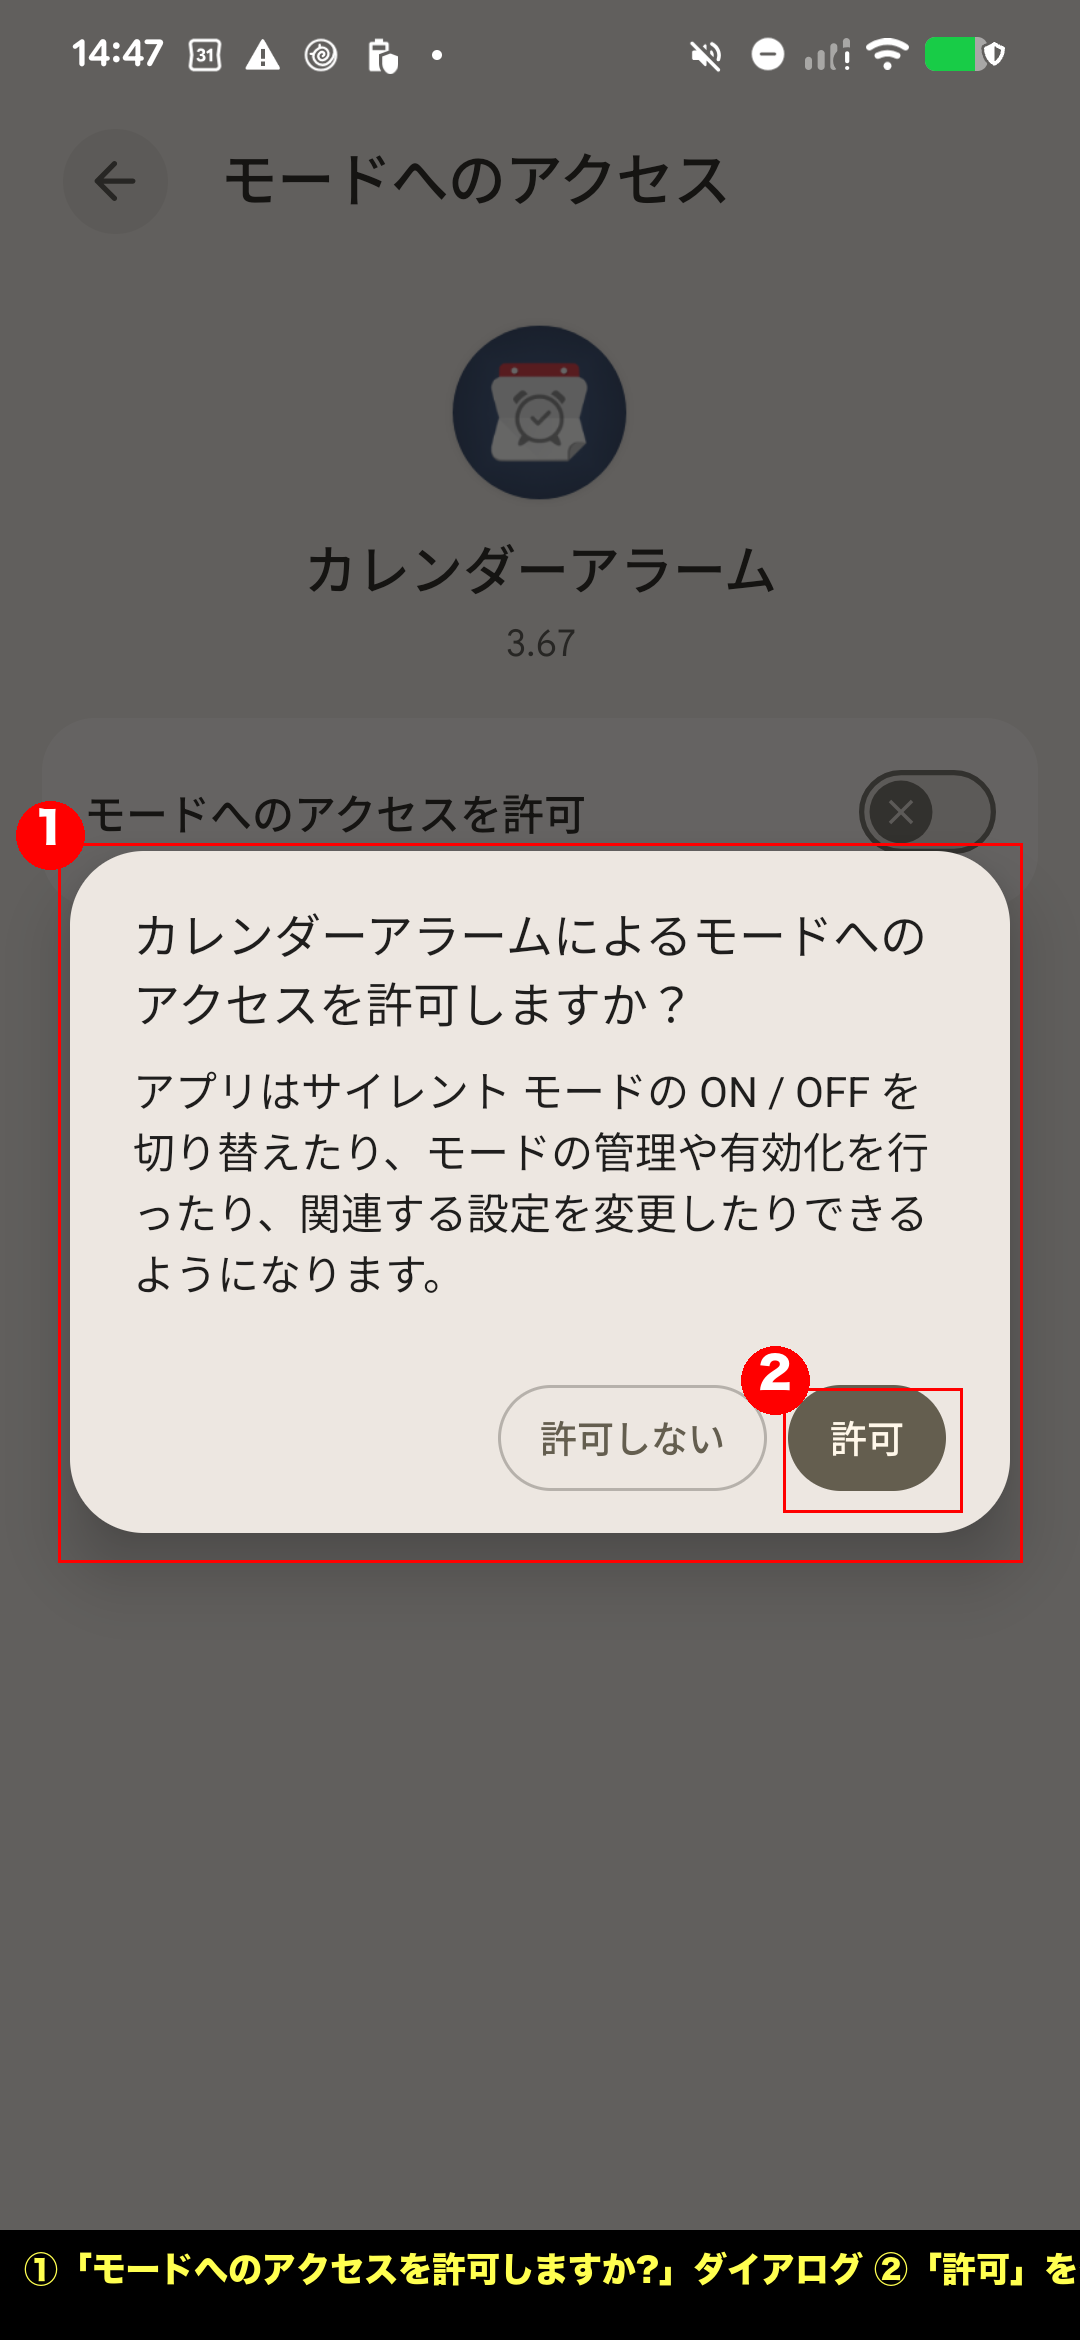 14:47
31
モードへのアクセス
カレンダーアラーム
3.67
モードへのアクセスを許可
1
カレンダーアラームによるモードへの
アクセスを許可しますか？
アプリはサイレント モードの ON / OFF を
切り替えたり、モードの管理や有効化を行
ったり、関連する設定を変更したりできる
ようになります。
2
許可しない
許可
①「モードへのアクセスを許可しますか?」ダイアログ ②「許可」を